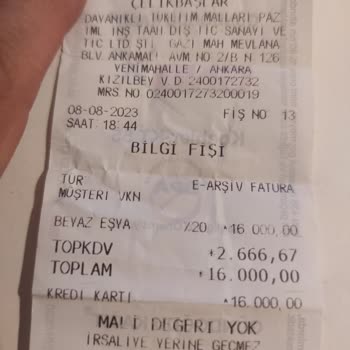 ÇELİKBAŞLAR
DAYANIKLI TÜKETİM MALLARI PAZ
İML İNŞ TAAH DIŞ TİC SANAYİ VE
TİC LTD ŞTİ GAZİ MAH MEVLANA
BLV ANKAMALL AVM NO 2/B N 126
YENİMAHALLE / ANKARA
KIZILBEY V.D 2400172732
MRS NO 0240017273200019
08-08-2023 FİŞ NO 13
SAAT 18 44
BİLGİ FİŞİ
TÜR E-ARŞİV FATURA
MÜŞTERİ VKN
BEYAZ EŞYA %20 *16 000,00
TOPKDV *2.666,67
TOPLAM *16.000,00
KREDİ KARTI *16.000,00
MALİ DEĞERİ YOK
İRSALİYE YERİNE GEÇMEZ